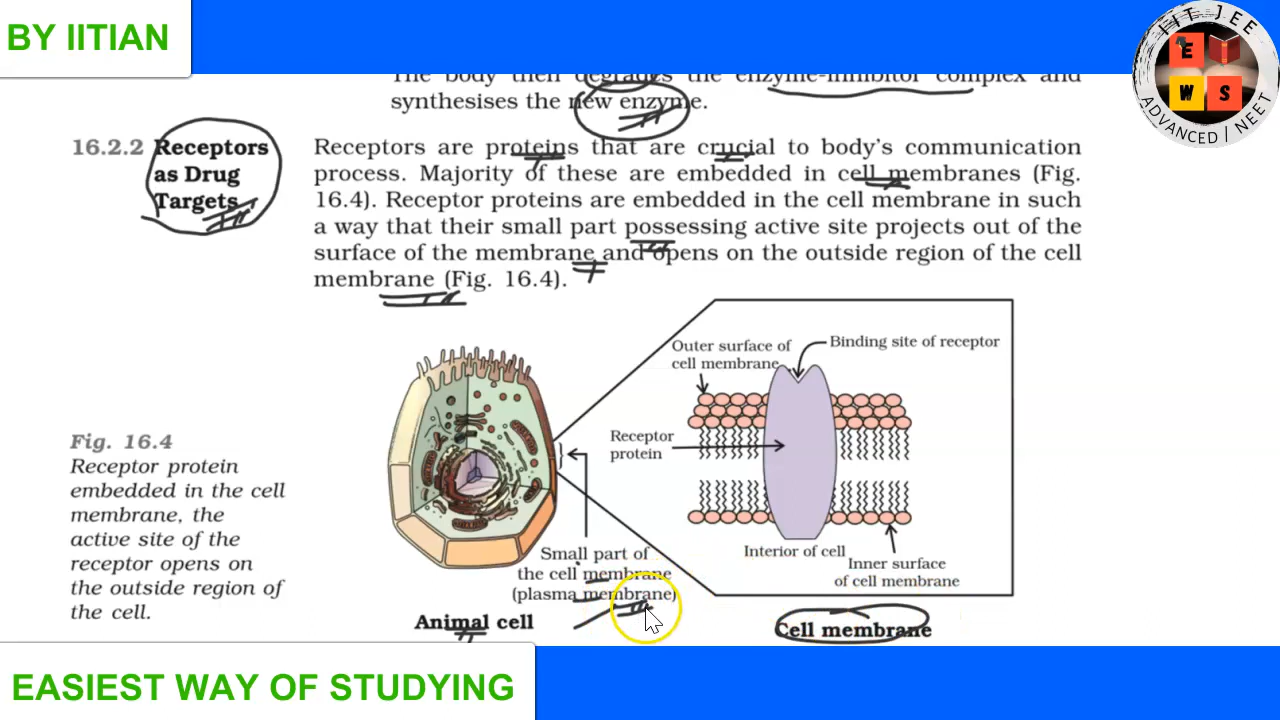 BY IITIAN
IIT JEE
E
W S
ADVANCED / NEET
The body then degrades the enzyme-inhibitor complex and
synthesises the new enzyme.
16.2.2 Receptors
as Drug
Targets
Receptors are proteins that are crucial to body's communication
process. Majority of these are embedded in cell membranes (Fig.
16.4). Receptor proteins are embedded in the cell membrane in such
a way that their small part possessing active site projects out of the
surface of the membrane and opens on the outside region of the cell
membrane (Fig. 16.4).
Outer surface of
cell membrane
Binding site of receptor
Receptor
protein
Interior of cell
Inner surface
of cell membrane
Small part of
the cell membrane
(plasma membrane)
Animal cell
Cell membrane
Fig. 16.4
Receptor protein
embedded in the cell
membrane, the
active site of the
receptor opens on
the outside region of
the cell.
EASIEST WAY OF STUDYING